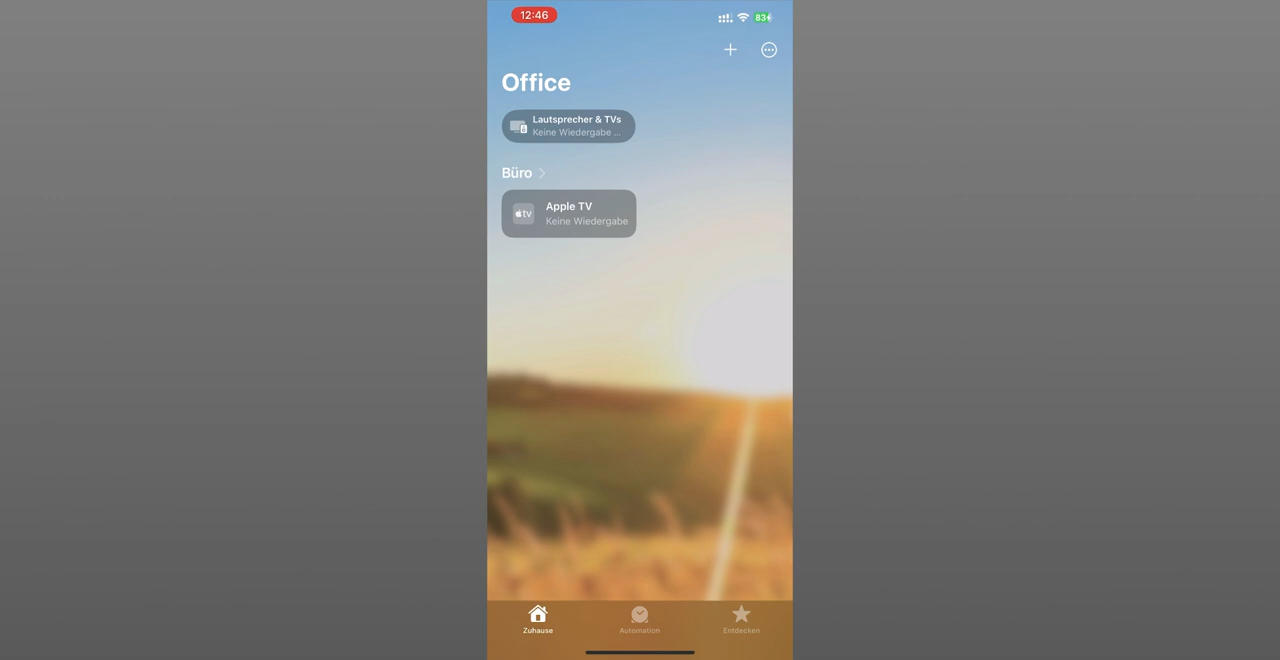 12:46
83
Office
Lautsprecher & TVs
Keine Wiedergabe ...
Büro
tv
Apple TV
Keine Wiedergabe
Zuhause
Automation
Entdecken